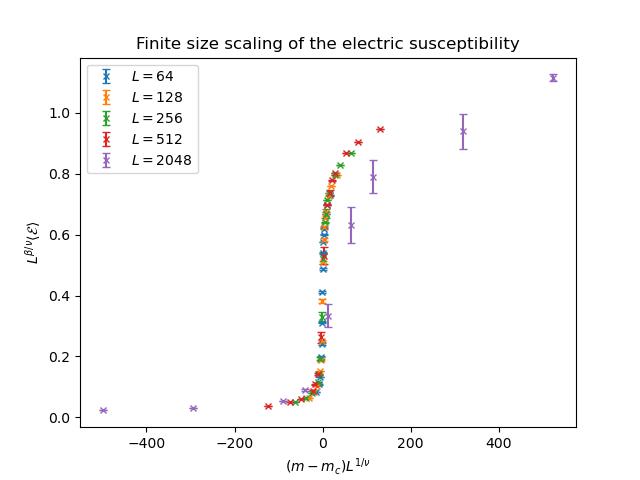 Finite size scaling of the electric susceptibility
L = 64
L = 128
L = 256
L = 512
L = 2048
L^{β/ν}⟨ℰ⟩
1.0
0.8
0.6
0.4
0.2
0.0
−400
−200
0
200
400
(m − m_c)L^{1/ν}